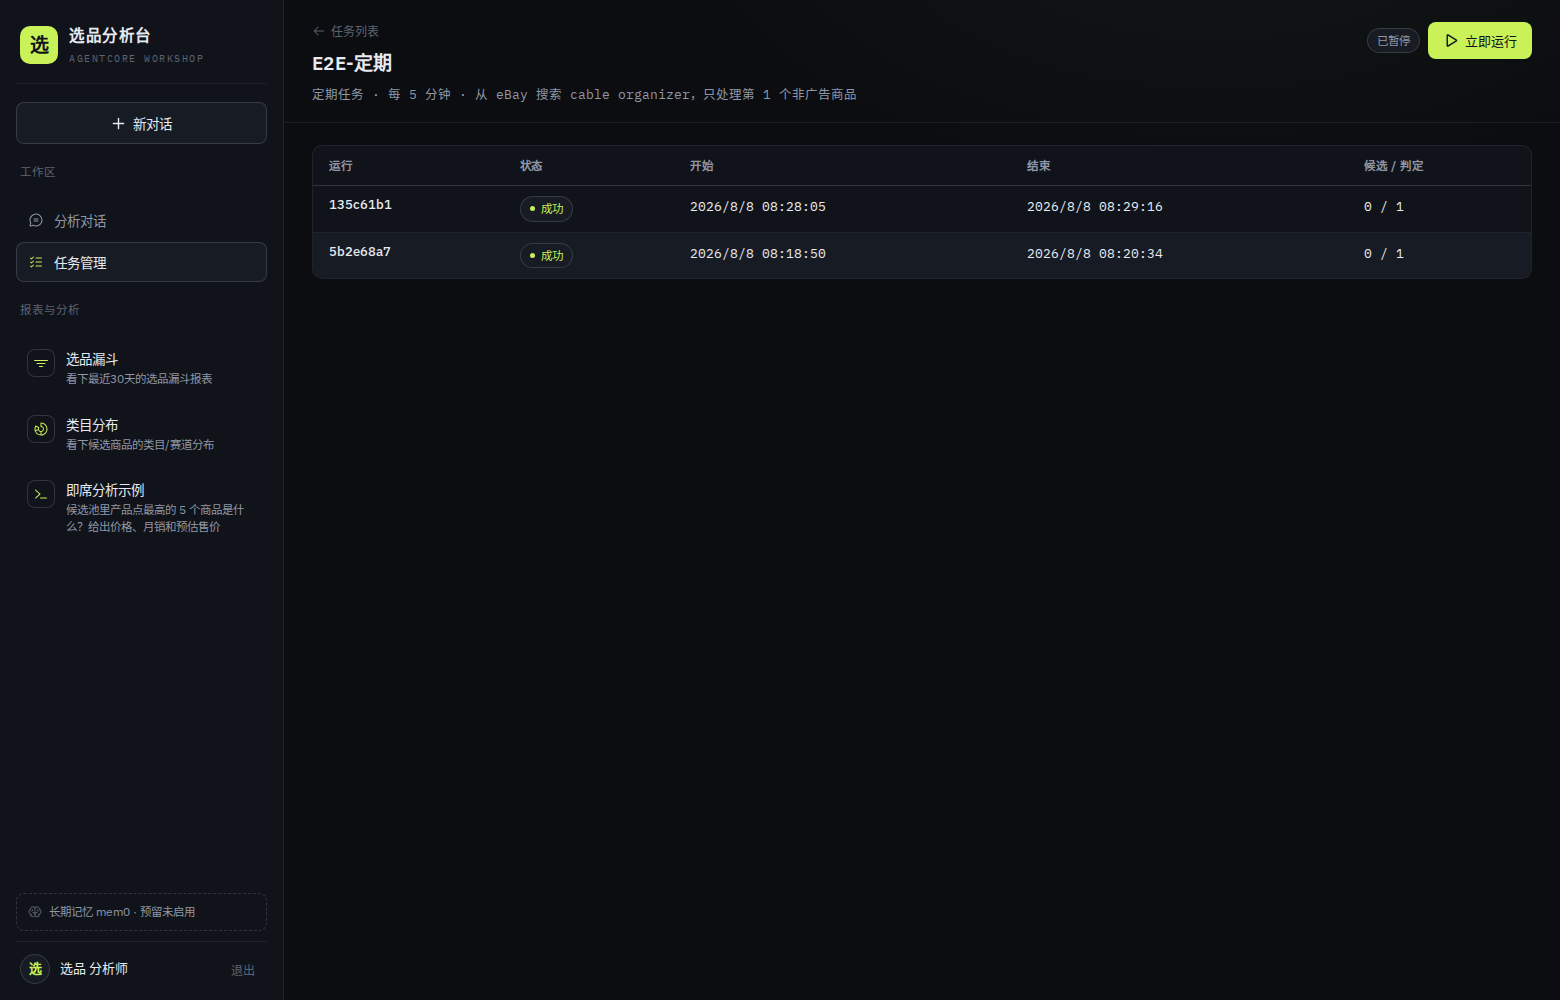 选
选品分析台
AGENTCORE WORKSHOP
新对话
工作区
分析对话
任务管理
报表与分析
选品漏斗
看下最近30天的选品漏斗报表
类目分布
看下候选商品的类目/赛道分布
即席分析示例
候选池里产品点最高的 5 个商品是什
么？给出价格、月销和预估售价
长期记忆 mem0 · 预留未启用
选
选品 分析师
退出
← 任务列表
E2E-定期
定期任务 · 每 5 分钟 · 从 eBay 搜索 cable organizer，只处理第 1 个非广告商品
已暂停
立即运行
运行 状态 开始 结束 候选 / 判定
135c61b1 成功 2026/8/8 08:28:05 2026/8/8 08:29:16 0 / 1
5b2e68a7 成功 2026/8/8 08:18:50 2026/8/8 08:20:34 0 / 1